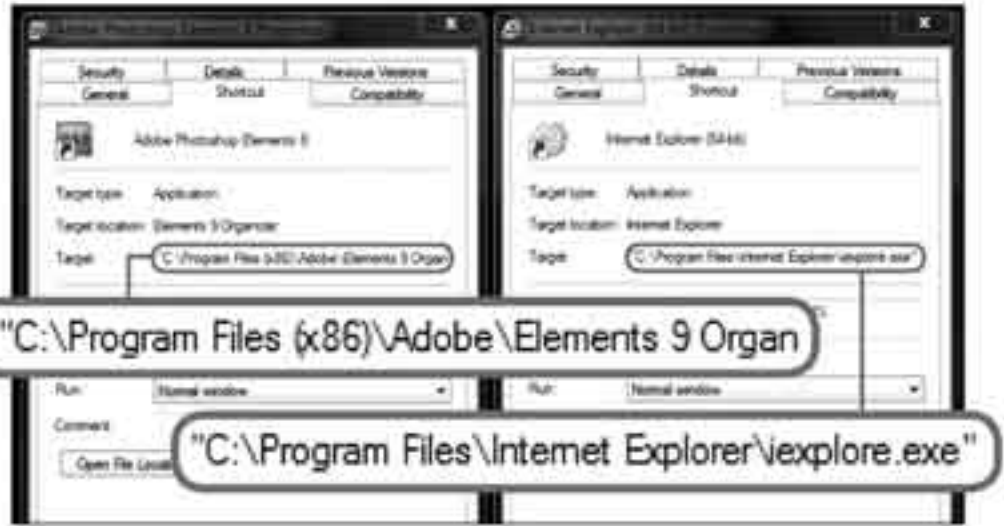 Security Details Previous Versions
General Shortcut Compatibility
Adobe Photoshop Elements 9
Target type: Application
Target location: Elements 9 Organizer
Target: "C:\Program Files (x86)\Adobe\Elements 9 Organ
"C:\Program Files (x86)\Adobe\Elements 9 Organ
Run: Normal window
Comment:
Open File Locat
Security Details Previous Versions
General Shortcut Compatibility
Internet Explorer (64-bit)
Target type: Application
Target location: Internet Explorer
Target: "C:\Program Files\Internet Explorer\iexplore.exe"
Run: Normal window
"C:\Program Files\Internet Explorer\iexplore.exe"